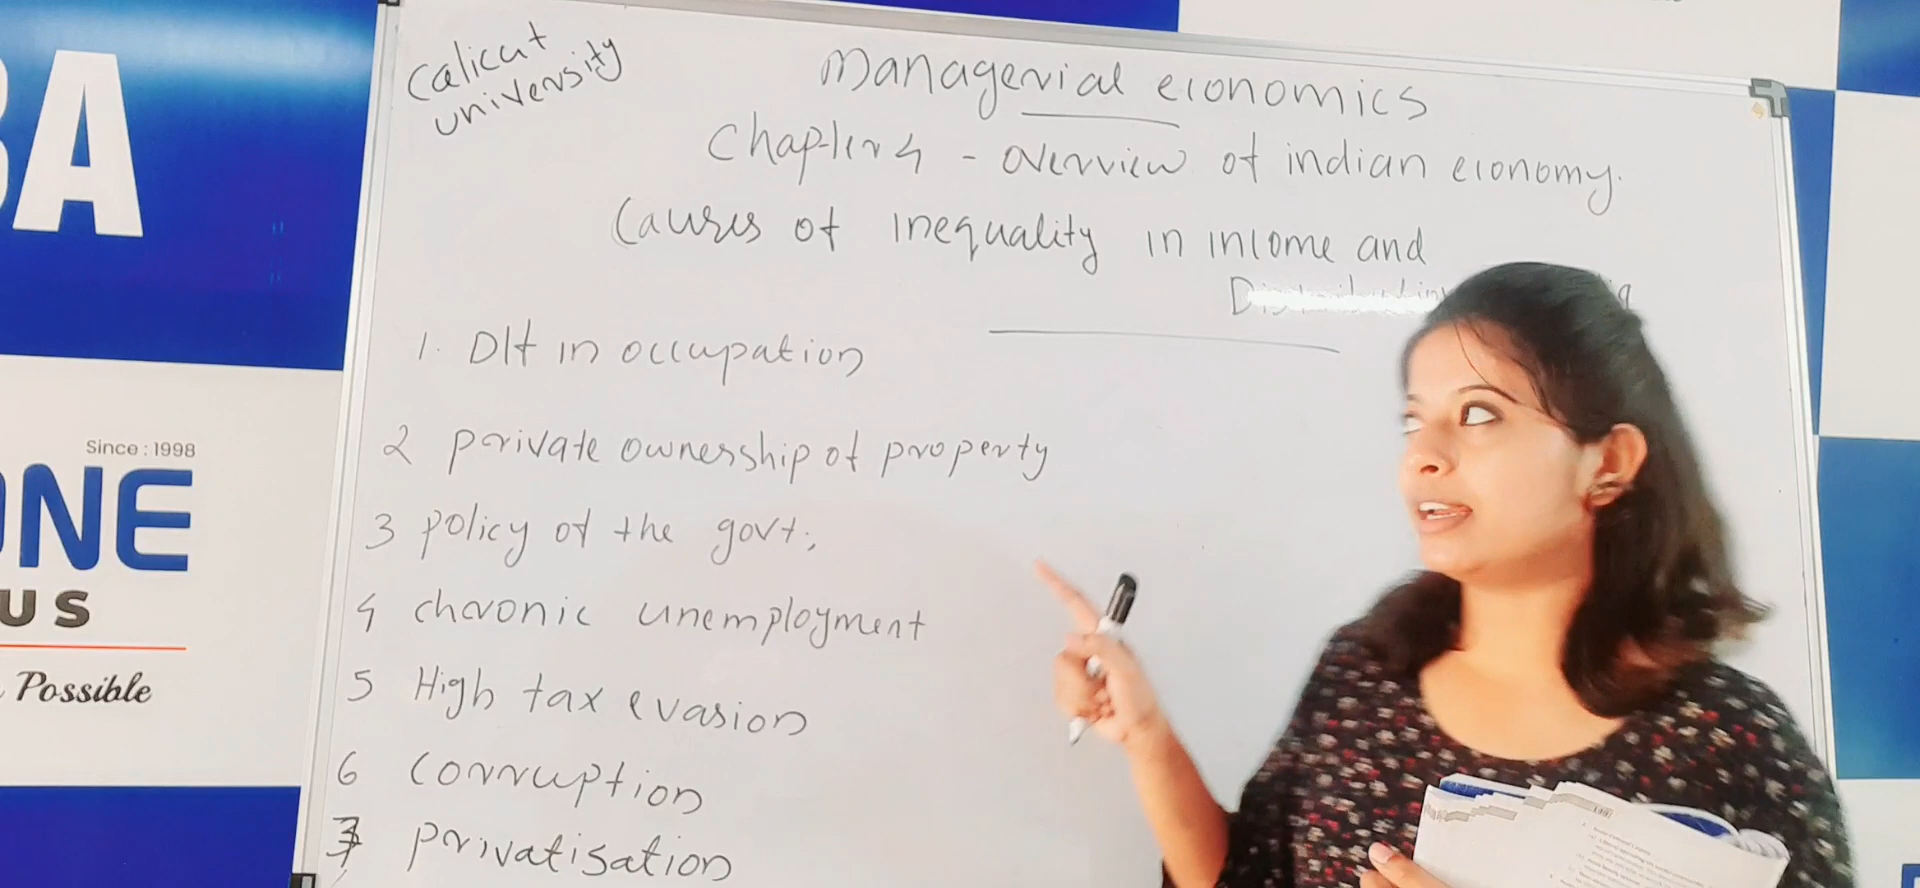 BA
Since : 1998
ONE
US
Possible
Calicut
university
Managerial economics
Chapter 4 - overview of indian economy.
Causes of inequality in income and
1. Diff in occupation
2 private ownership of property
3 policy of the govt;
4 chronic unemployment
5 High tax evasion
6 corruption
7 privatisation